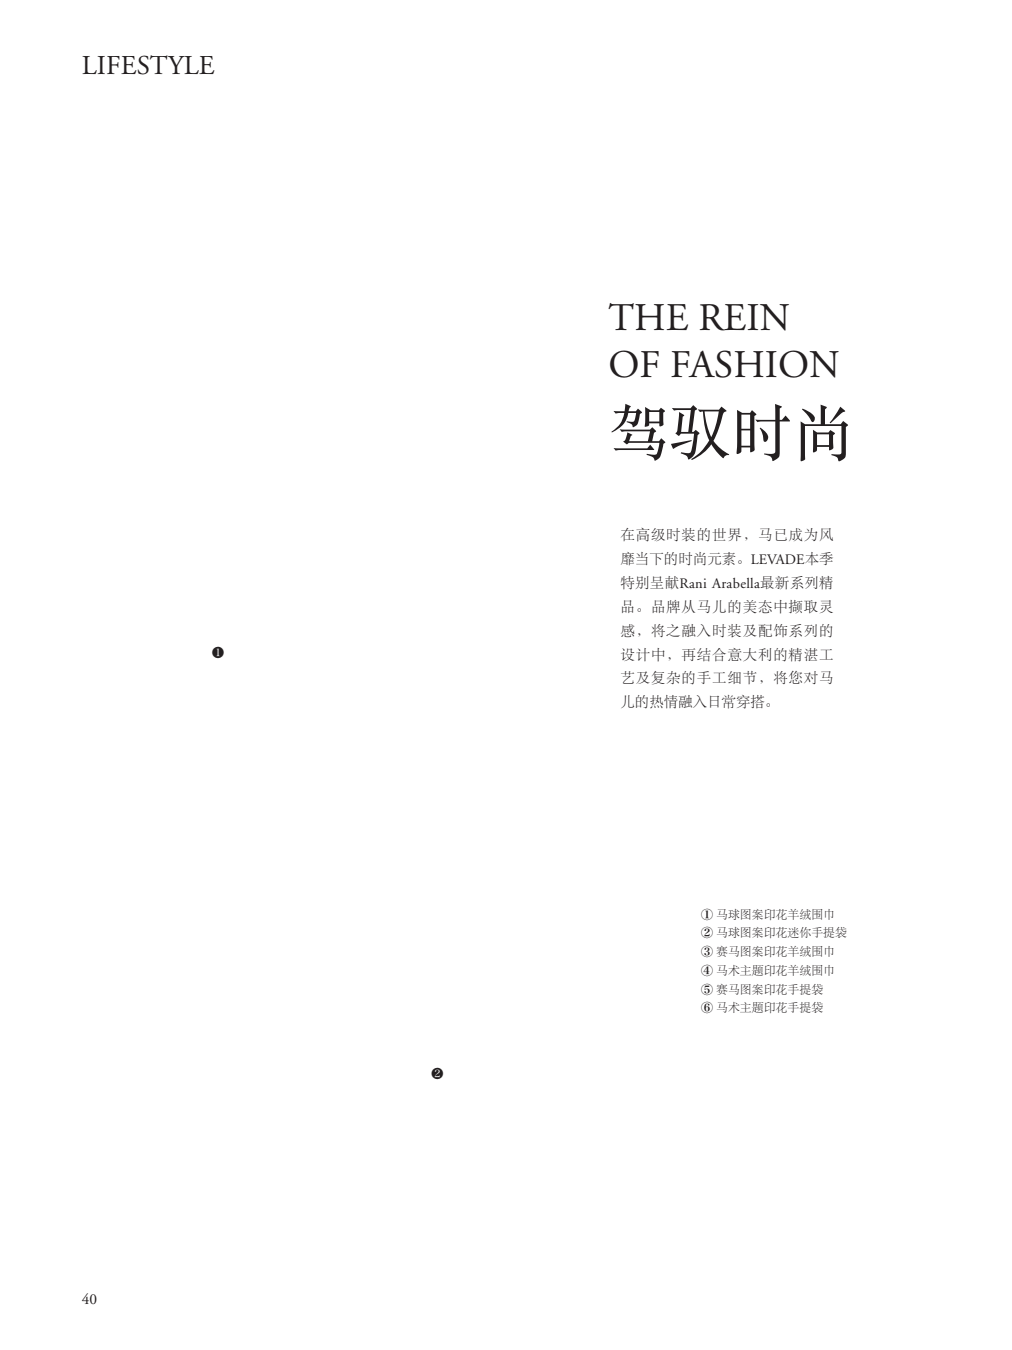 LIFESTYLE
THE REIN
OF FASHION
驾驭时尚
在高级时装的世界，马已成为风
靡当下的时尚元素。LEVADE本季
特别呈献Rani Arabella最新系列精
品。品牌从马儿的美态中撷取灵
感，将之融入时装及配饰系列的
设计中，再结合意大利的精湛工
艺及复杂的手工细节，将您对马
儿的热情融入日常穿搭。
❶
① 马球图案印花羊绒围巾
② 马球图案印花迷你手提袋
③ 赛马图案印花羊绒围巾
④ 马术主题印花羊绒围巾
⑤ 赛马图案印花手提袋
⑥ 马术主题印花手提袋
❷
40